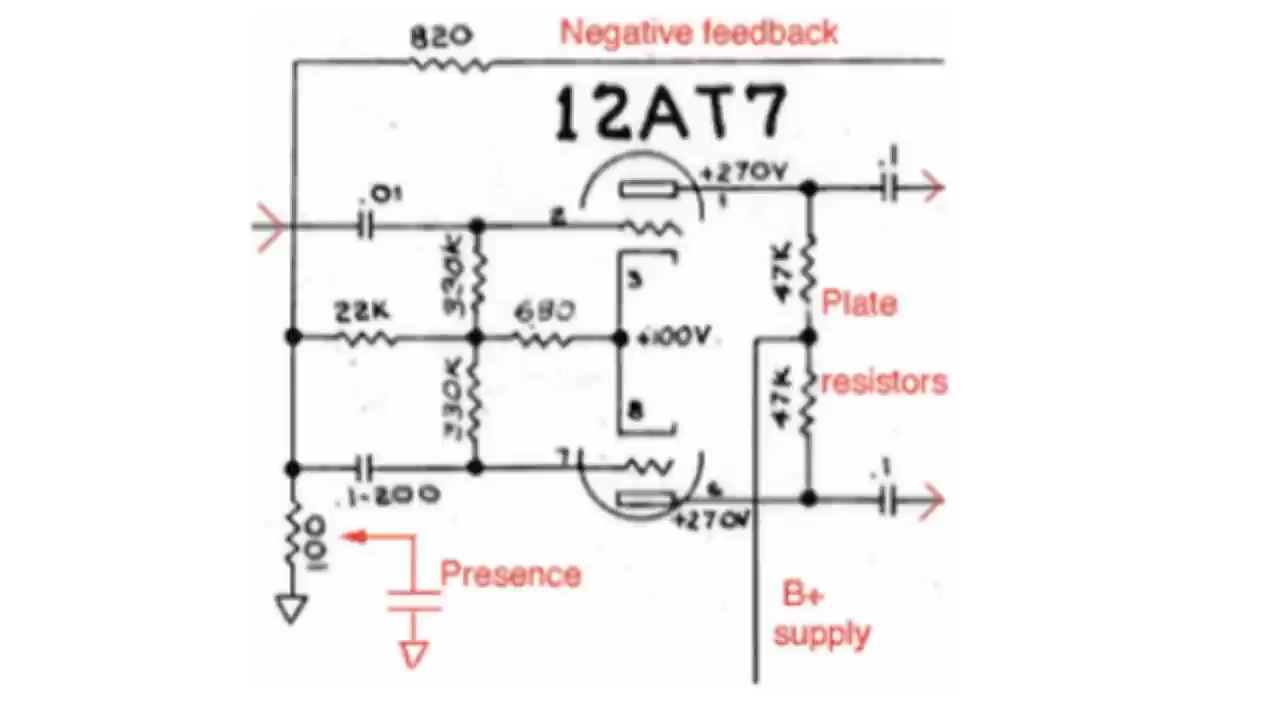 820 Negative feedback
12AT7
.01
2
+270V
1
.1
330K
3
47K
Plate
22K
680
+100V.
330K
8
47K
resistors
7
.1-200
6
+270V
.1
100
Presence
B+
supply